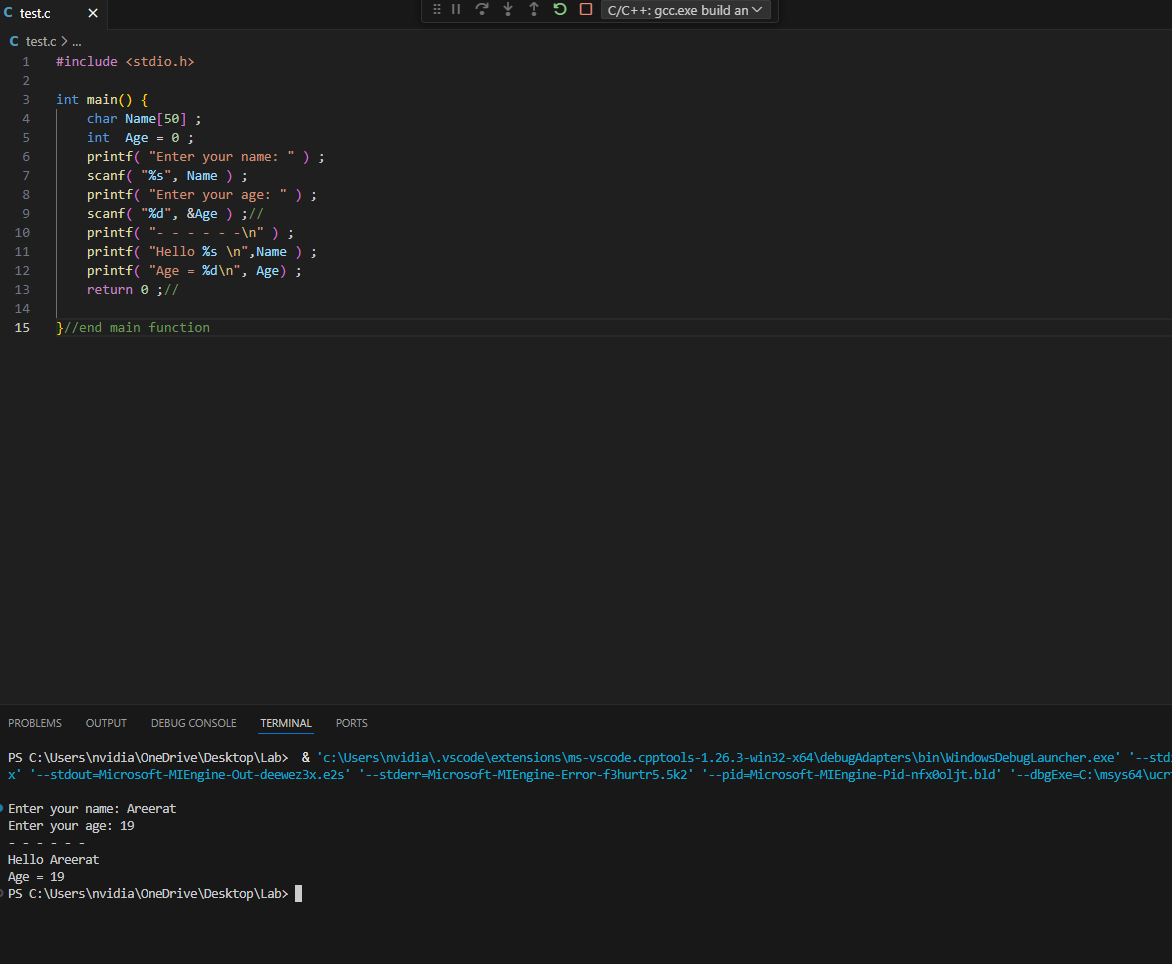 C test.c ×
C/C++: gcc.exe build an
C test.c > ...
1 #include <stdio.h>
2
3 int main() {
4     char Name[50] ;
5     int  Age = 0 ;
6     printf( "Enter your name: " ) ;
7     scanf( "%s", Name ) ;
8     printf( "Enter your age: " ) ;
9     scanf( "%d", &Age ) ;//
10     printf( "- - - - - -\n" ) ;
11     printf( "Hello %s \n",Name ) ;
12     printf( "Age = %d\n", Age) ;
13     return 0 ;//
14
15 }//end main function
PROBLEMS OUTPUT DEBUG CONSOLE TERMINAL PORTS
PS C:\Users\nvidia\OneDrive\Desktop\Lab>  & 'c:\Users\nvidia\.vscode\extensions\ms-vscode.cpptools-1.26.3-win32-x64\debugAdapters\bin\WindowsDebugLauncher.exe' '--std
x' '--stdout=Microsoft-MIEngine-Out-deewez3x.e2s' '--stderr=Microsoft-MIEngine-Error-f3hurtr5.5k2' '--pid=Microsoft-MIEngine-Pid-nfx0oljt.bld' '--dbgExe=C:\msys64\ucr
Enter your name: Areerat
Enter your age: 19
- - - - - -
Hello Areerat
Age = 19
PS C:\Users\nvidia\OneDrive\Desktop\Lab>